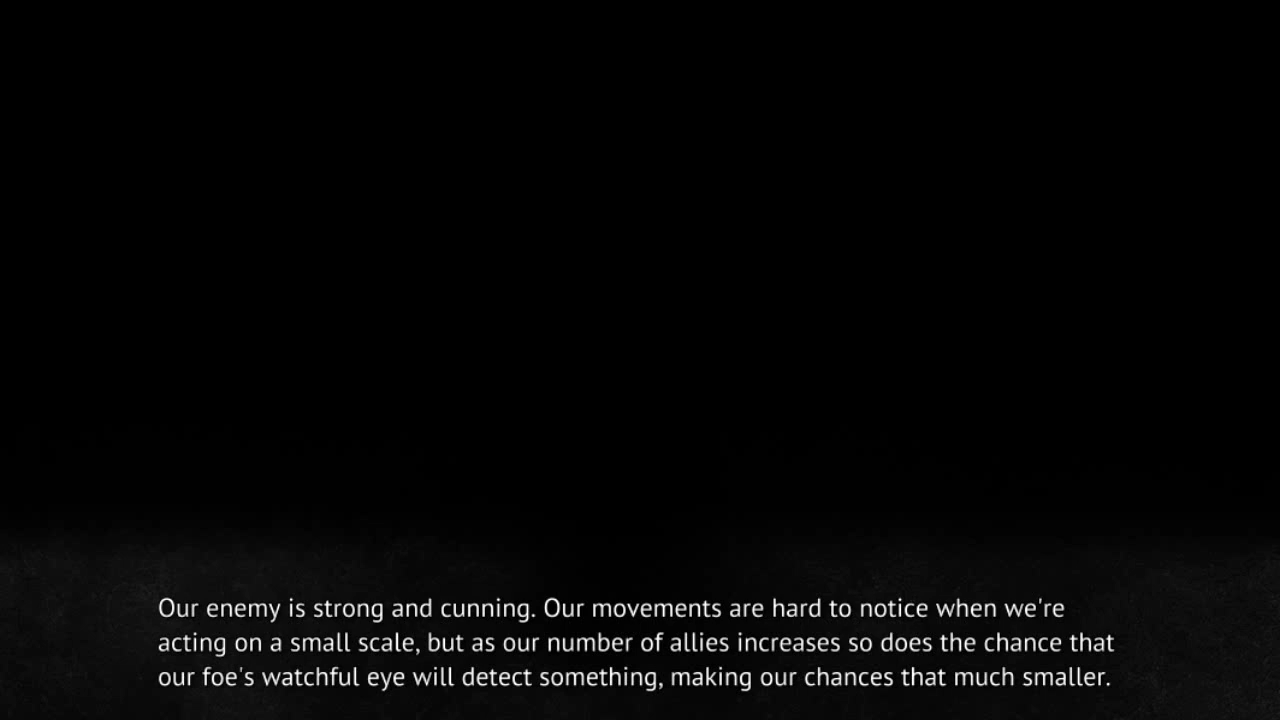 Our enemy is strong and cunning. Our movements are hard to notice when we're
acting on a small scale, but as our number of allies increases so does the chance that
our foe's watchful eye will detect something, making our chances that much smaller.